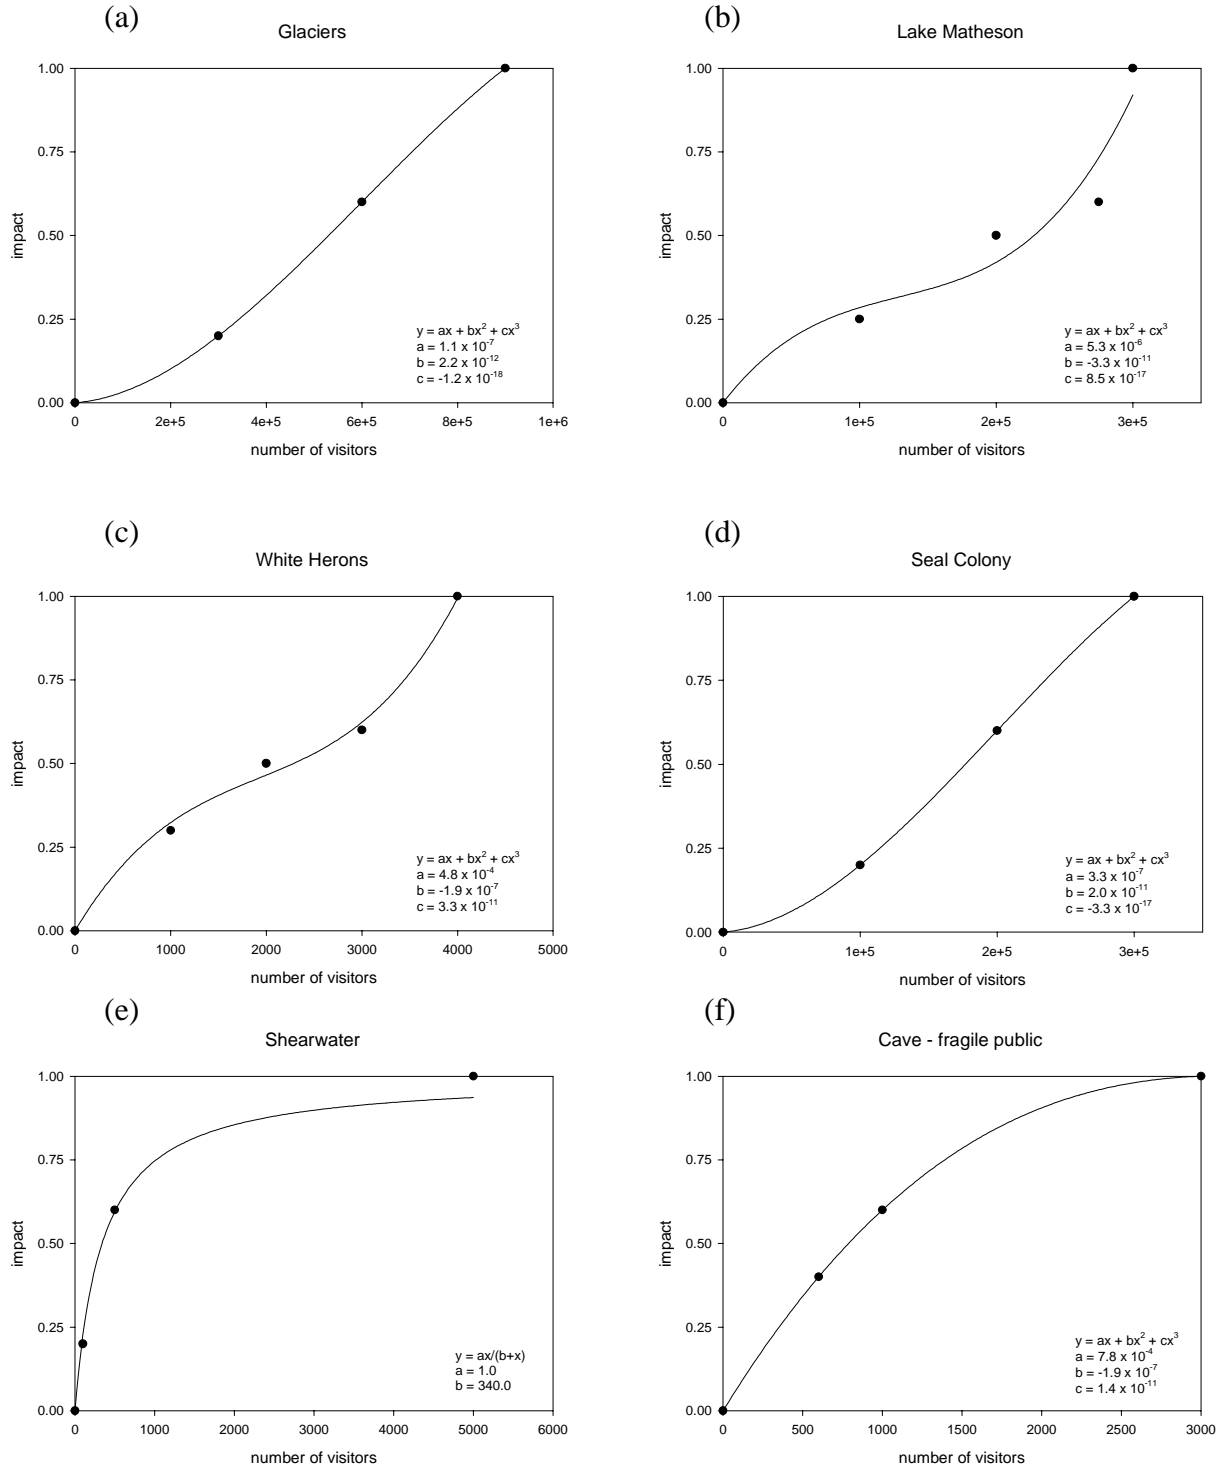 (a)
Glaciers
1.00
0.75
0.50
0.25
0.00
impact
y = ax + bx² + cx³
a = 1.1 x 10⁻⁷
b = 2.2 x 10⁻¹²
c = -1.2 x 10⁻¹⁸
0 2e+5 4e+5 6e+5 8e+5 1e+6
number of visitors
(b)
Lake Matheson
1.00
0.75
0.50
0.25
0.00
impact
y = ax + bx² + cx³
a = 5.3 x 10⁻⁶
b = -3.3 x 10⁻¹¹
c = 8.5 x 10⁻¹⁷
0 1e+5 2e+5 3e+5
number of visitors
(c)
White Herons
1.00
0.75
0.50
0.25
0.00
impact
y = ax + bx² + cx³
a = 4.8 x 10⁻⁴
b = -1.9 x 10⁻⁷
c = 3.3 x 10⁻¹¹
0 1000 2000 3000 4000 5000
number of visitors
(d)
Seal Colony
1.00
0.75
0.50
0.25
0.00
impact
y = ax + bx² + cx³
a = 3.3 x 10⁻⁷
b = 2.0 x 10⁻¹¹
c = -3.3 x 10⁻¹⁷
0 1e+5 2e+5 3e+5
number of visitors
(e)
Shearwater
1.00
0.75
0.50
0.25
0.00
impact
y = ax/(b+x)
a = 1.0
b = 340.0
0 1000 2000 3000 4000 5000 6000
number of visitors
(f)
Cave - fragile public
1.00
0.75
0.50
0.25
0.00
impact
y = ax + bx² + cx³
a = 7.8 x 10⁻⁴
b = -1.9 x 10⁻⁷
c = 1.4 x 10⁻¹¹
0 500 1000 1500 2000 2500 3000
number of visitors